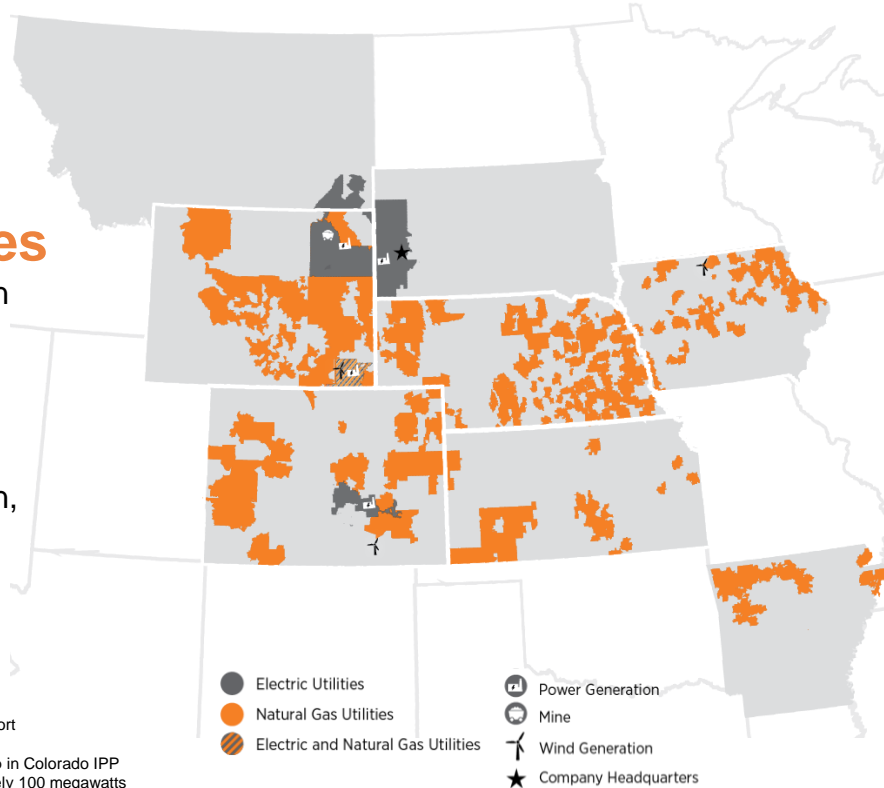 es
n
n,
ort
o in Colorado IPP
ely 100 megawatts
Electric Utilities
Natural Gas Utilities
Electric and Natural Gas Utilities
Power Generation
Mine
Wind Generation
Company Headquarters